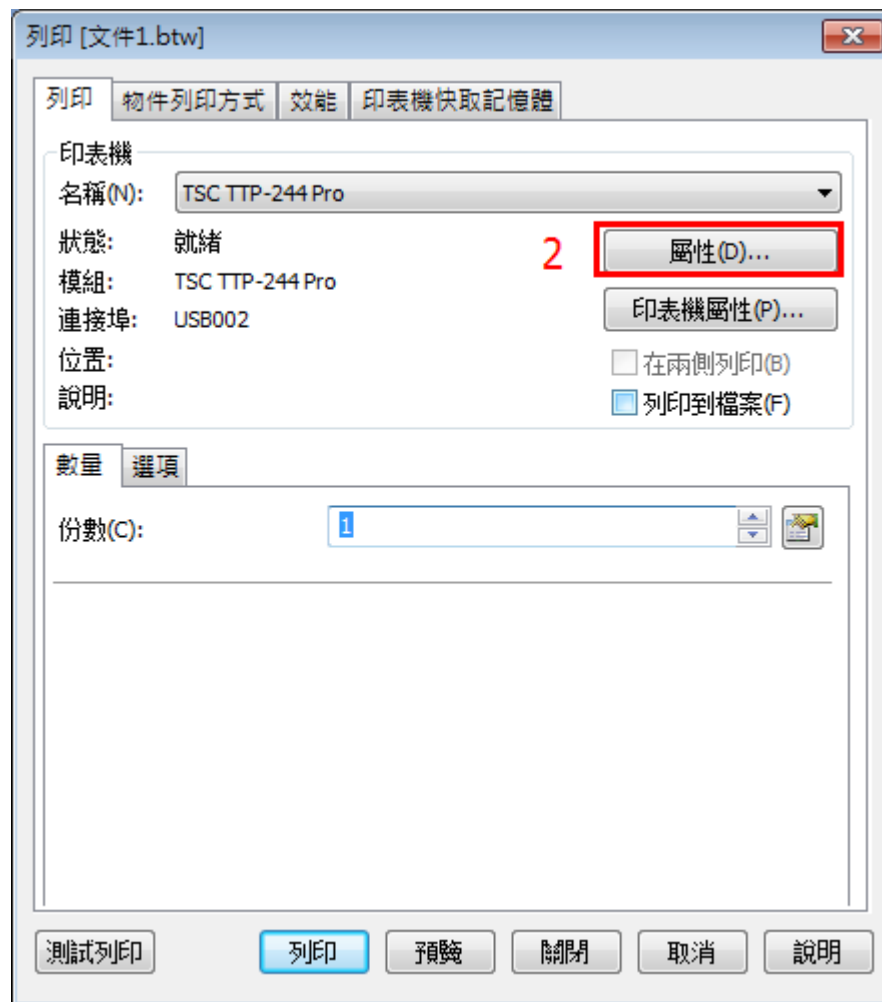 列印 [文件1.btw]
列印 物件列印方式 效能 印表機快取記憶體
印表機
名稱(N): TSC TTP-244 Pro
狀態: 就緒 2 屬性(D)...
模組: TSC TTP-244 Pro
連接埠: USB002 印表機屬性(P)...
位置: 在兩側列印(B)
說明: 列印到檔案(F)
數量 選項
份數(C): 1
測試列印 列印 預覽 關閉 取消 說明